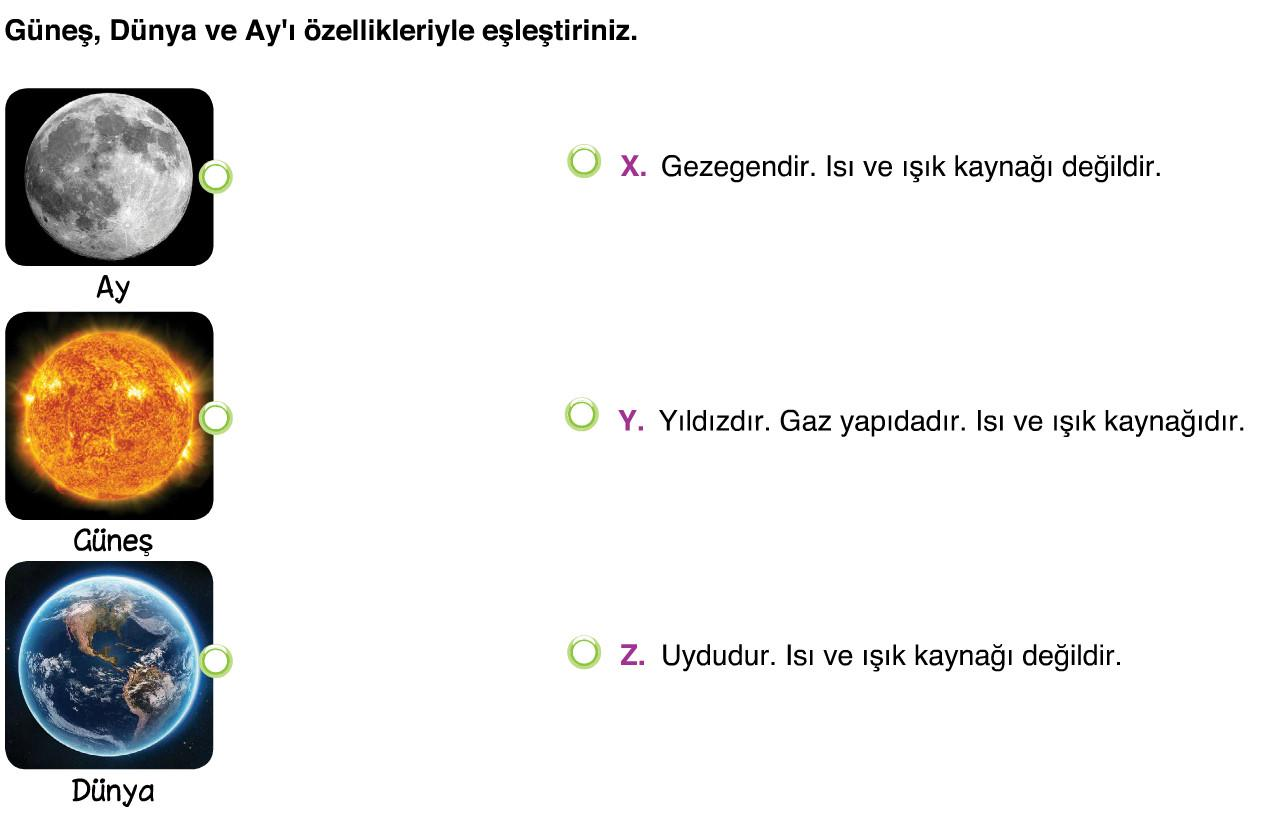 Güneş, Dünya ve Ay'ı özellikleriyle eşleştiriniz.
Ay
X. Gezegendir. Isı ve ışık kaynağı değildir.
Güneş
Y. Yıldızdır. Gaz yapıdadır. Isı ve ışık kaynağıdır.
Dünya
Z. Uydudur. Isı ve ışık kaynağı değildir.